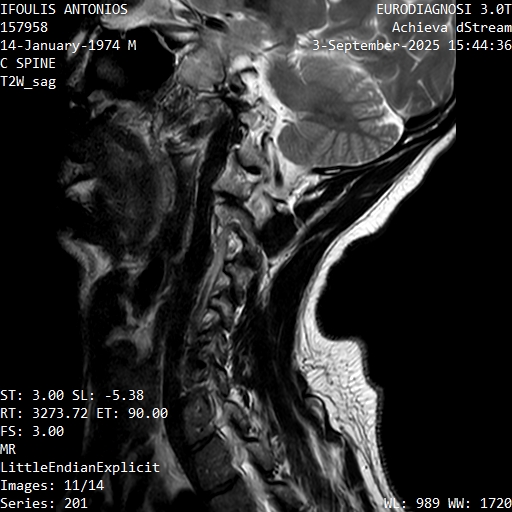 IFOULIS ANTONIOS
157958
14-January-1974 M
C SPINE
T2W_sag
EURODIAGNOSI 3.0T
Achieva dStream
3-September-2025 15:44:36
ST: 3.00 SL: -5.38
RT: 3273.72 ET: 90.00
FS: 3.00
MR
LittleEndianExplicit
Images: 11/14
Series: 201
WL: 989 WW: 1720